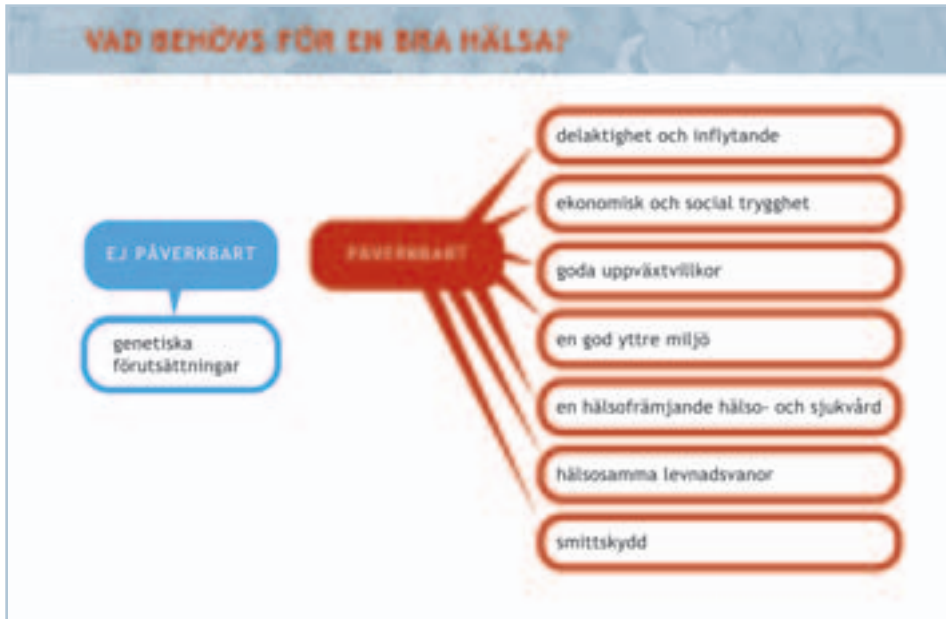 VAD BEHÖVS FÖR EN BRA HÄLSA?
EJ PÅVERKBART
genetiska
förutsättningar
PÅVERKBART
delaktighet och inflytande
ekonomisk och social trygghet
goda uppväxtvillkor
en god yttre miljö
en hälsofrämjande hälso- och sjukvård
hälsosamma levnadsvanor
smittskydd